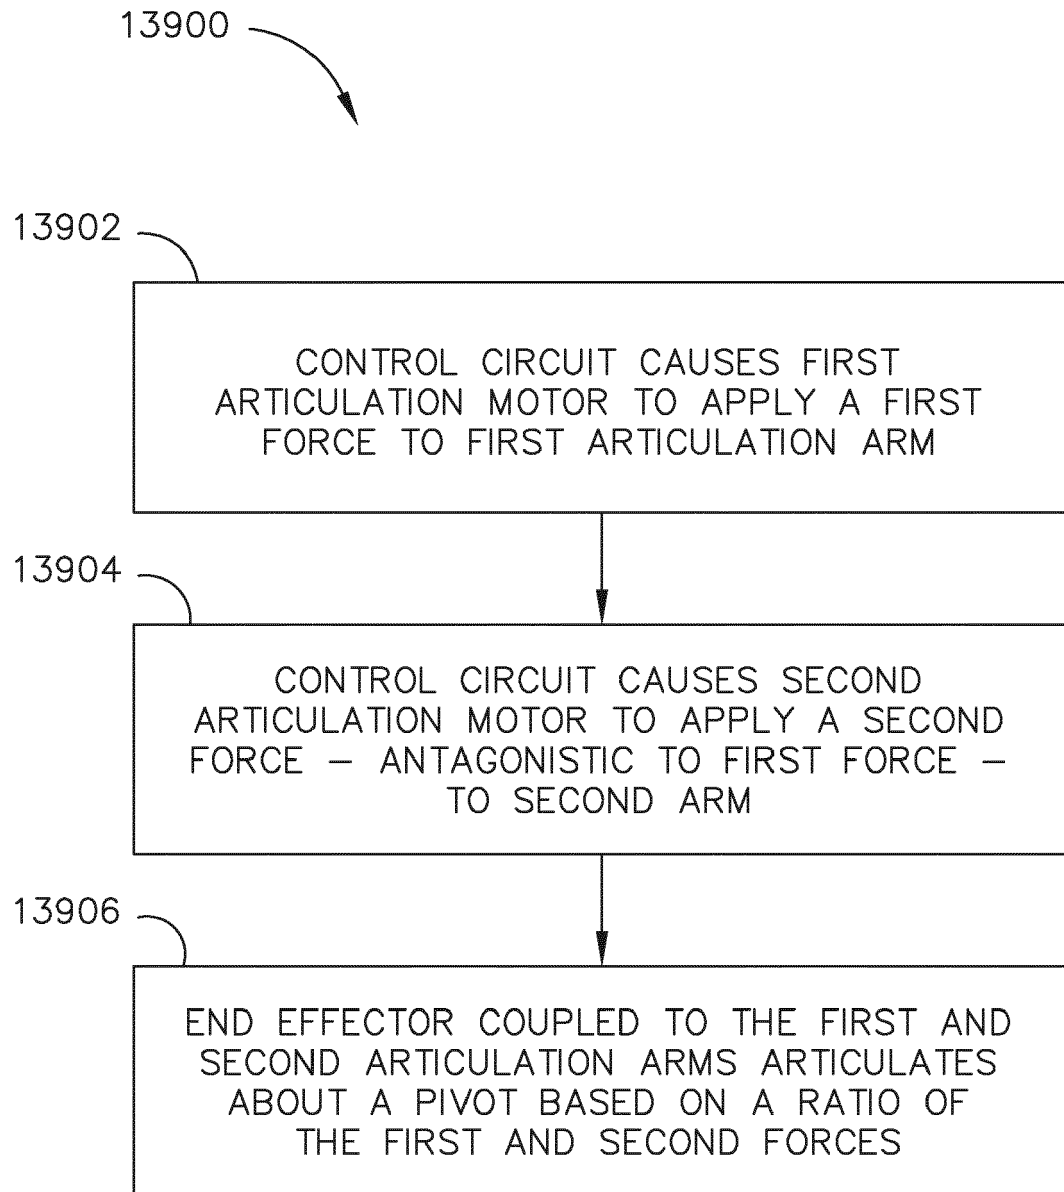 13900
13902
CONTROL CIRCUIT CAUSES FIRST
ARTICULATION MOTOR TO APPLY A FIRST
FORCE TO FIRST ARTICULATION ARM
13904
CONTROL CIRCUIT CAUSES SECOND
ARTICULATION MOTOR TO APPLY A SECOND
FORCE – ANTAGONISTIC TO FIRST FORCE –
TO SECOND ARM
13906
END EFFECTOR COUPLED TO THE FIRST AND
SECOND ARTICULATION ARMS ARTICULATES
ABOUT A PIVOT BASED ON A RATIO OF
THE FIRST AND SECOND FORCES